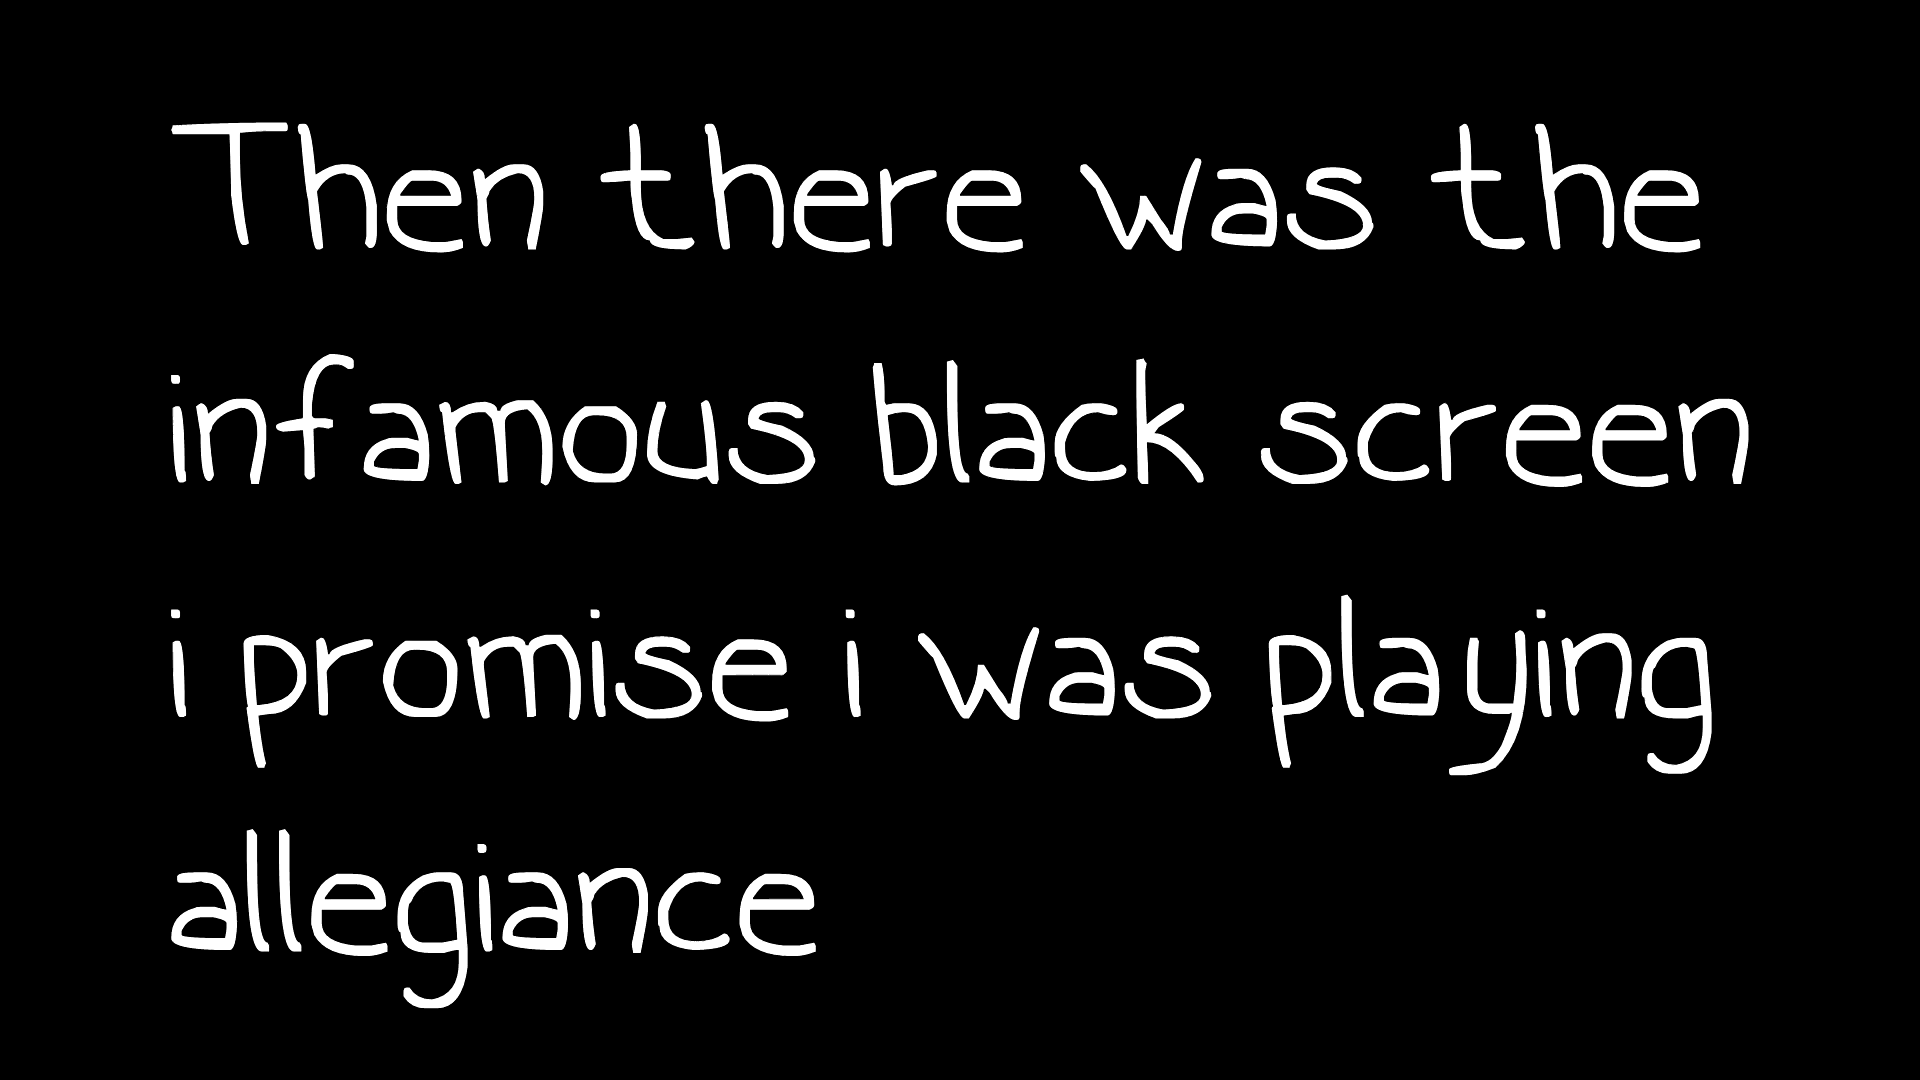 Then there was the
infamous black screen
i promise i was playing
allegiance